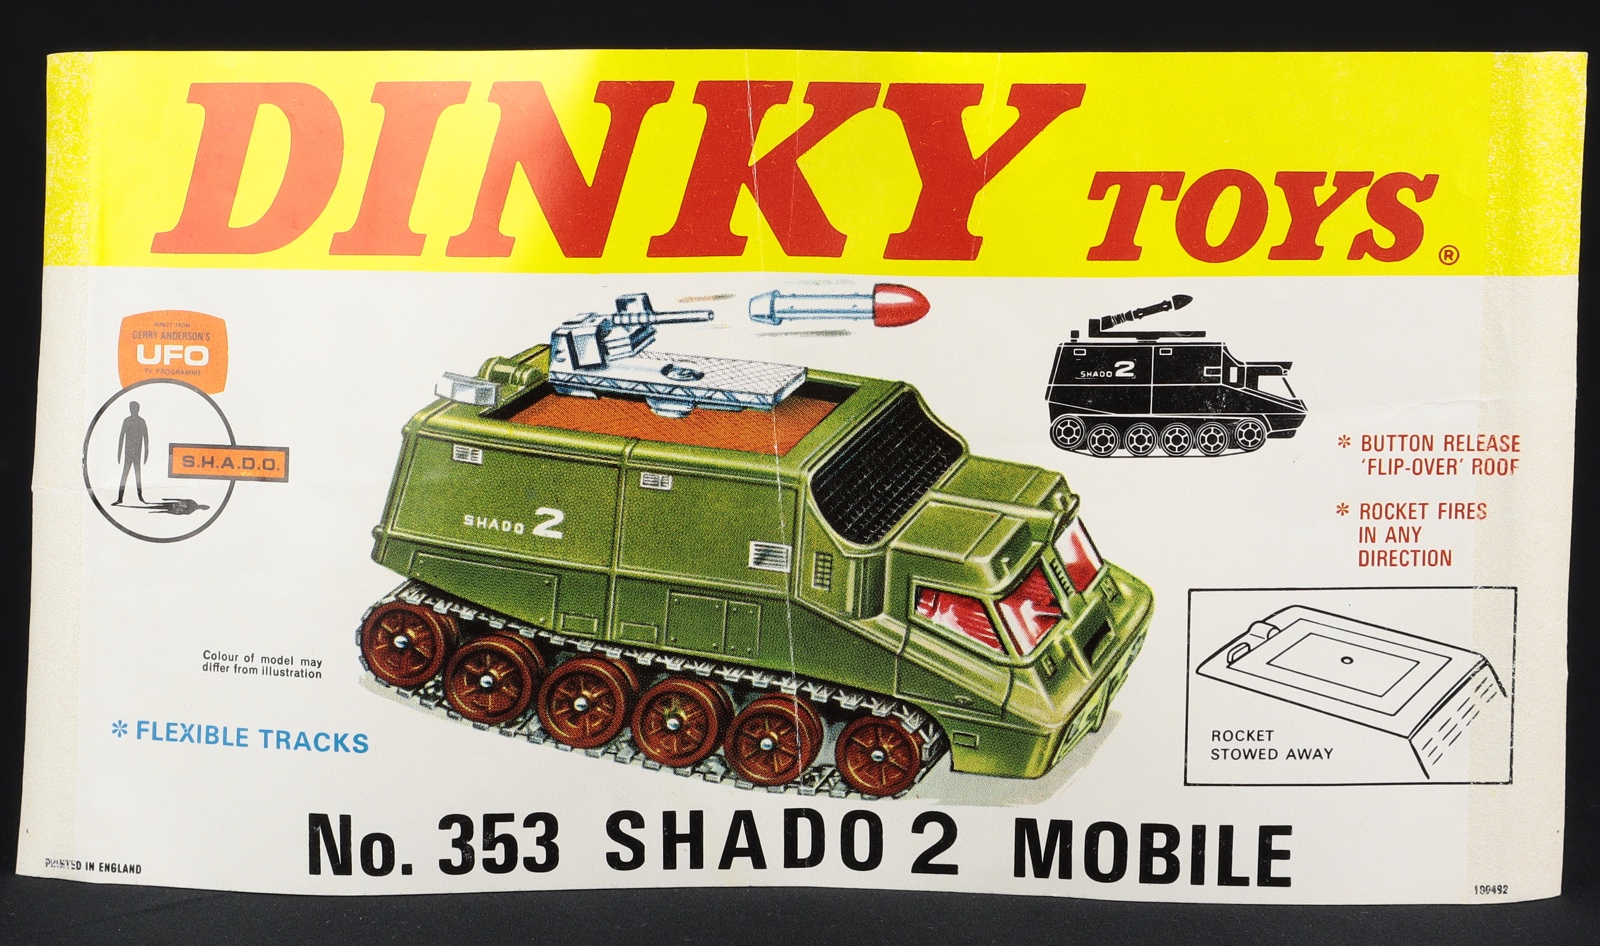 DINKY TOYS®
DIRECT FROM
GERRY ANDERSON'S
UFO
TV PROGRAMME
S.H.A.D.O.
SHADO 2
SHADO 2
* BUTTON RELEASE
'FLIP-OVER' ROOF
* ROCKET FIRES
IN ANY
DIRECTION
Colour of model may
differ from illustration
* FLEXIBLE TRACKS
ROCKET
STOWED AWAY
No. 353 SHADO 2 MOBILE
PRINTED IN ENGLAND